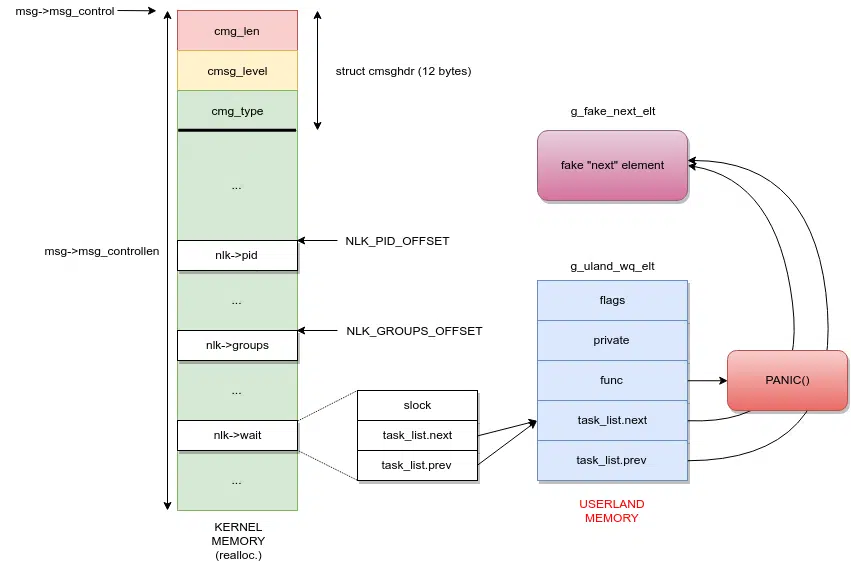 msg->msg_control
cmg_len
cmsg_level
cmg_type
struct cmsghdr (12 bytes)
...
msg->msg_controllen
nlk->pid
NLK_PID_OFFSET
...
nlk->groups
NLK_GROUPS_OFFSET
...
nlk->wait
...
KERNEL
MEMORY
(realloc.)
slock
task_list.next
task_list.prev
g_fake_next_elt
fake "next" element
g_uland_wq_elt
flags
private
func
task_list.next
task_list.prev
PANIC()
USERLAND
MEMORY